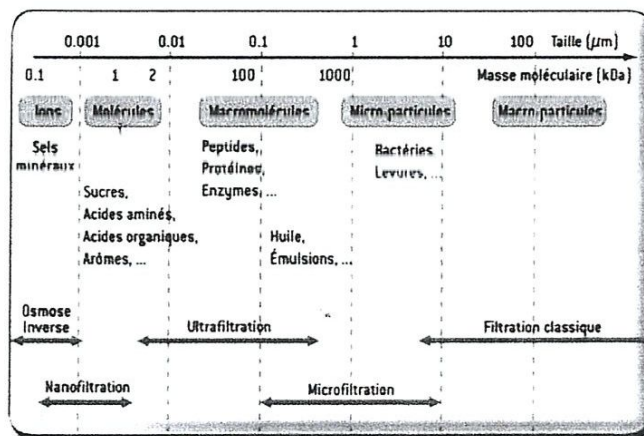 0.001 0.01 0.1 1 10 100 Taille (µm)
0.1 1 2 100 1000 Masse moléculaire (kDa)
Ions Molécules Macromolécules Micro-particules Macro-particules
Sels
minéraux
Peptides,
Protéines,
Enzymes, ...
Bactéries
Levures, ...
Sucres,
Acides aminés,
Acides organiques,
Arômes, ...
Huile,
Émulsions, ...
Osmose
Inverse
Ultrafiltration
Filtration classique
Nanofiltration
Microfiltration